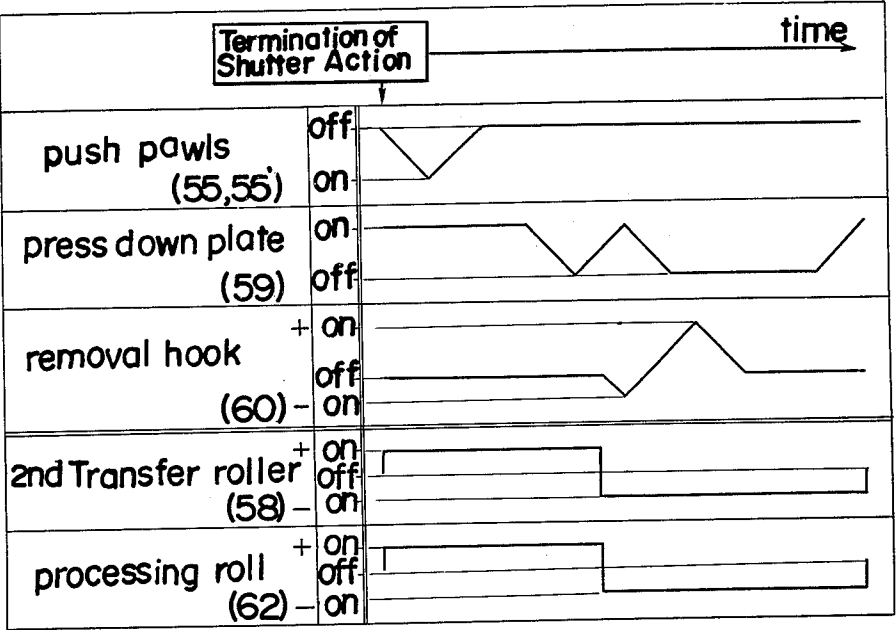 Termination of
Shutter Action
time
push pawls
(55,55')
off
on
press down plate
(59)
on
off
removal hook
(60)
+ on
off
– on
2nd Transfer roller
(58)
+ on
off
– on
processing roll
(62)
+ on
off
– on